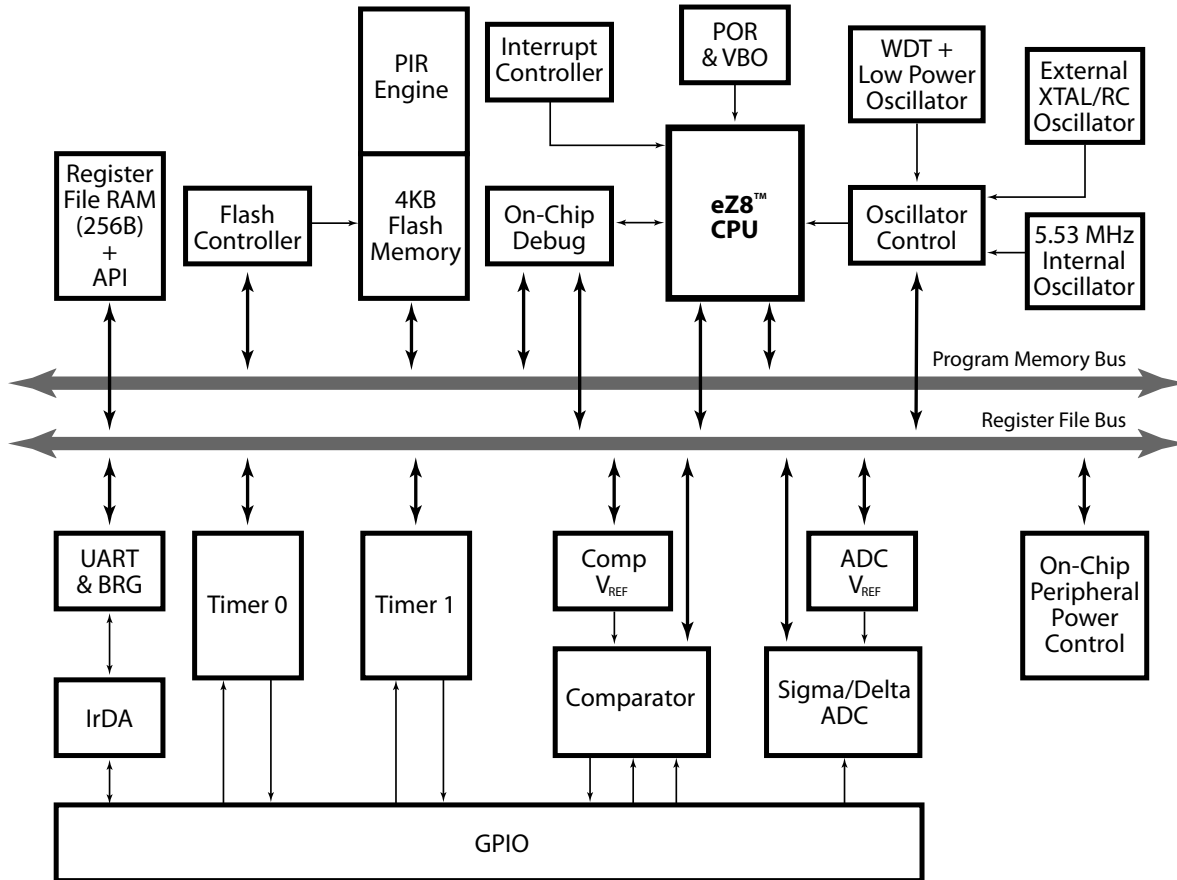 PIR
Engine
Interrupt
Controller
POR
& VBO
WDT +
Low Power
Oscillator
External
XTAL/RC
Oscillator
Register
File RAM
(256B)
+
API
Flash
Controller
4KB
Flash
Memory
On-Chip
Debug
eZ8™
CPU
Oscillator
Control
5.53 MHz
Internal
Oscillator
Program Memory Bus
Register File Bus
UART
& BRG
Timer 0
Timer 1
Comp
VREF
ADC
VREF
On-Chip
Peripheral
Power
Control
IrDA
Comparator
Sigma/Delta
ADC
GPIO